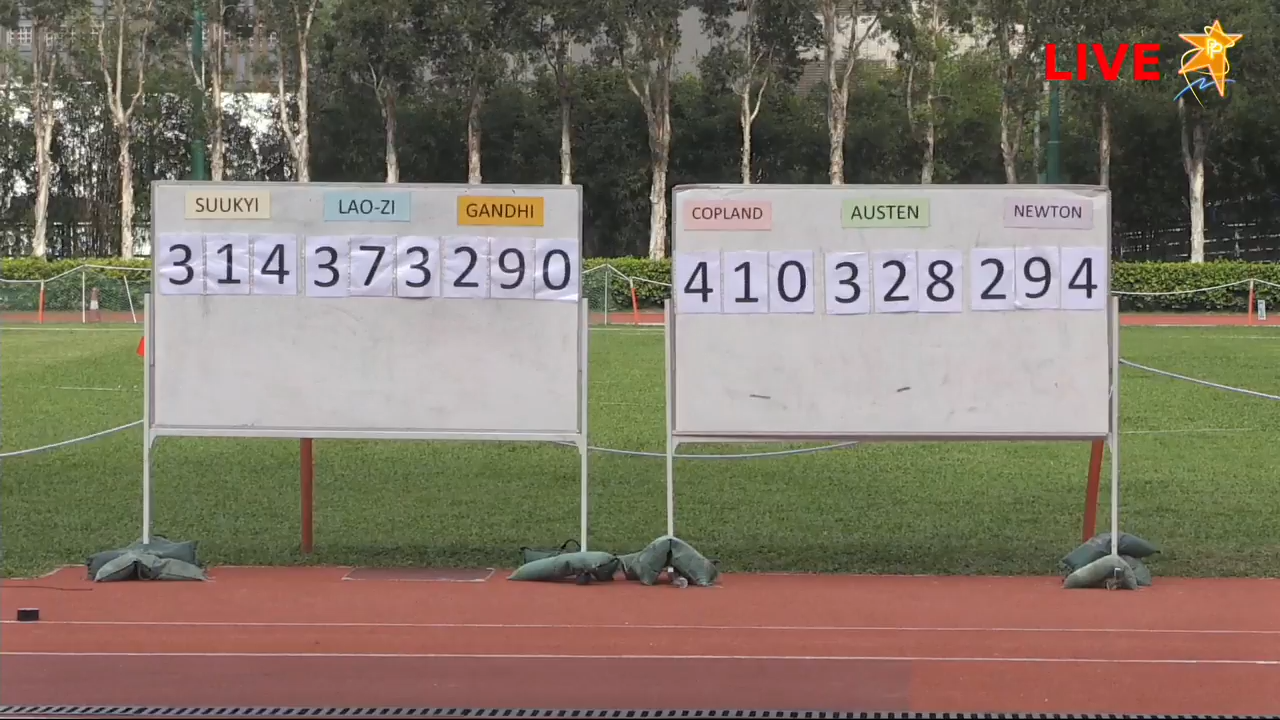 LIVE
SUUKYI LAO-ZI GANDHI
314 373 290
COPLAND AUSTEN NEWTON
410 328 294